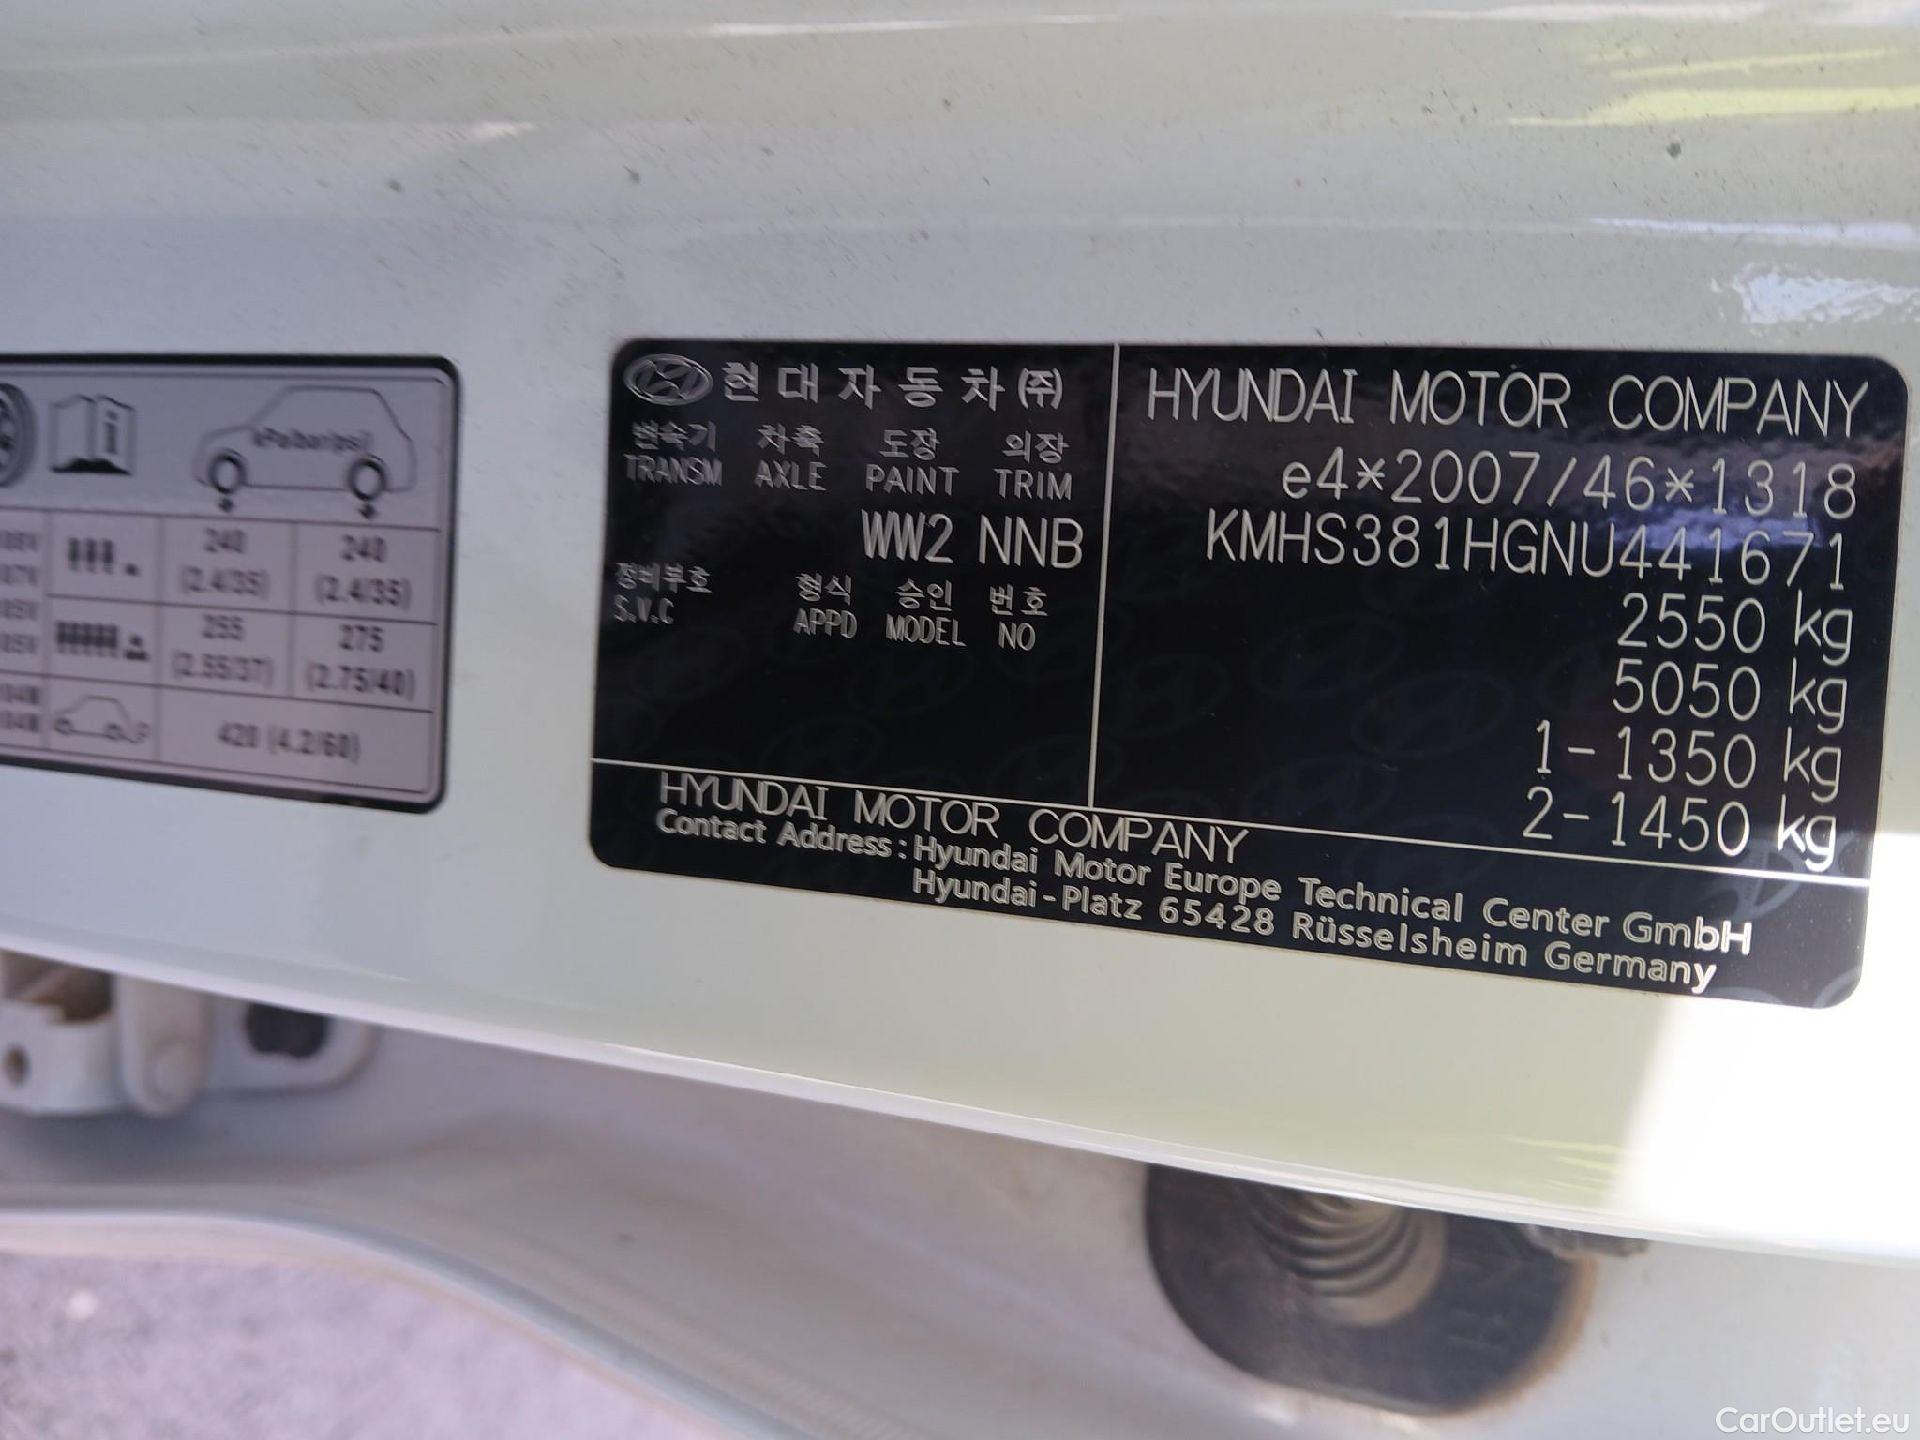 kPa(bar/psi)
240
(2.4/35)
240
(2.4/35)
255
(2.55/37)
275
(2.75/40)
420 (4.2/60)
현대자동차㈜
변속기 차축 도장 의장
TRANSM AXLE PAINT TRIM
WW2 NNB
정비부호 형식 승인 번호
S.V.C APPD MODEL NO
HYUNDAI MOTOR COMPANY
e4*2007/46*1318
KMHS381HGNU441671
2550 kg
5050 kg
1-1350 kg
2-1450 kg
HYUNDAI MOTOR COMPANY
Contact Address : Hyundai Motor Europe Technical Center GmbH
Hyundai-Platz 65428 Rüsselsheim Germany
CarOutlet.eu